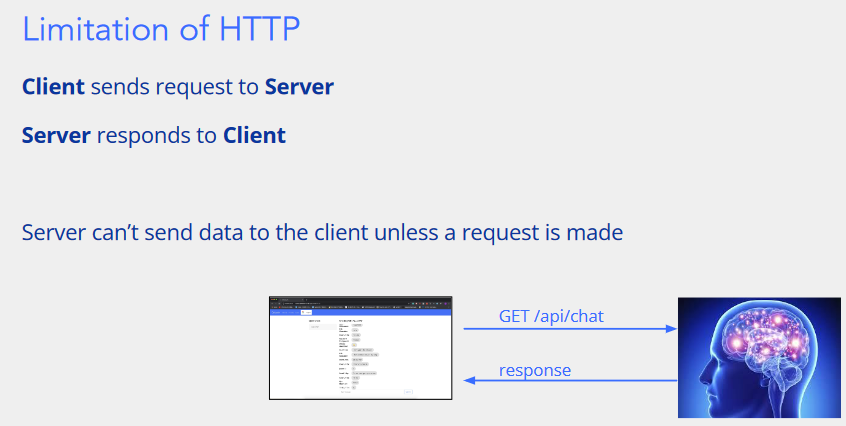 Limitation of HTTP
Client sends request to Server
Server responds to Client
Server can’t send data to the client unless a request is made
GET /api/chat
response